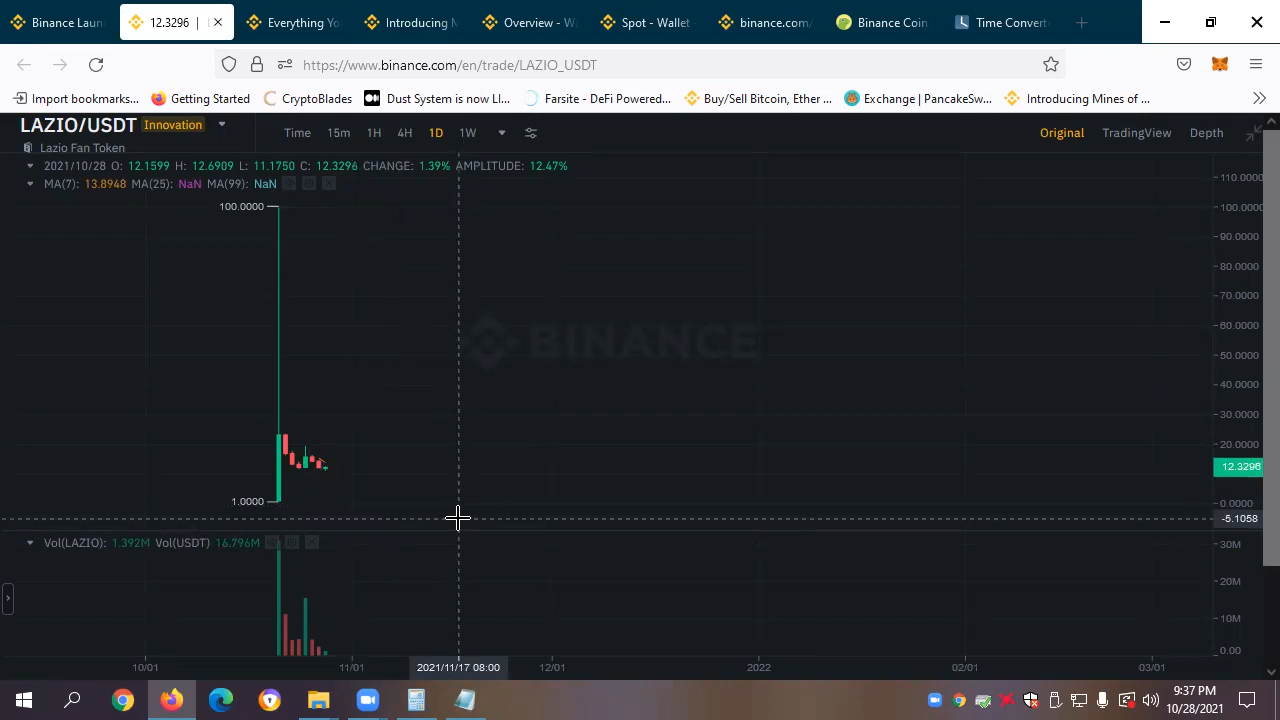 Binance Laun
12.3296 |
Everything Yo
Introducing M
Overview - W
Spot - Wallet
binance.com/
Binance Coin
Time Convert
https://www.binance.com/en/trade/LAZIO_USDT
Import bookmarks...
Getting Started
CryptoBlades
Dust System is now LI...
Farsite - DeFi Powered...
Buy/Sell Bitcoin, Ether ...
Exchange | PancakeSw...
Introducing Mines of ...
LAZIO/USDT Innovation
Lazio Fan Token
Time 15m 1H 4H 1D 1W
Original TradingView Depth
2021/10/28 O: 12.1599 H: 12.6909 L: 11.1750 C: 12.3296 CHANGE: 1.39% AMPLITUDE: 12.47%
MA(7): 13.8948 MA(25): NaN MA(99): NaN
110.0000
100.0000
100.0000
90.0000
80.0000
70.0000
60.0000
50.0000
40.0000
30.0000
20.0000
12.3296
1.0000
0.0000
-5.1058
BINANCE
Vol(LAZIO): 1.392M Vol(USDT) 16.796M
30M
20M
10M
0.00
10/01 11/01 2021/11/17 08:00 12/01 2022 02/01 03/01
9:37 PM
10/28/2021